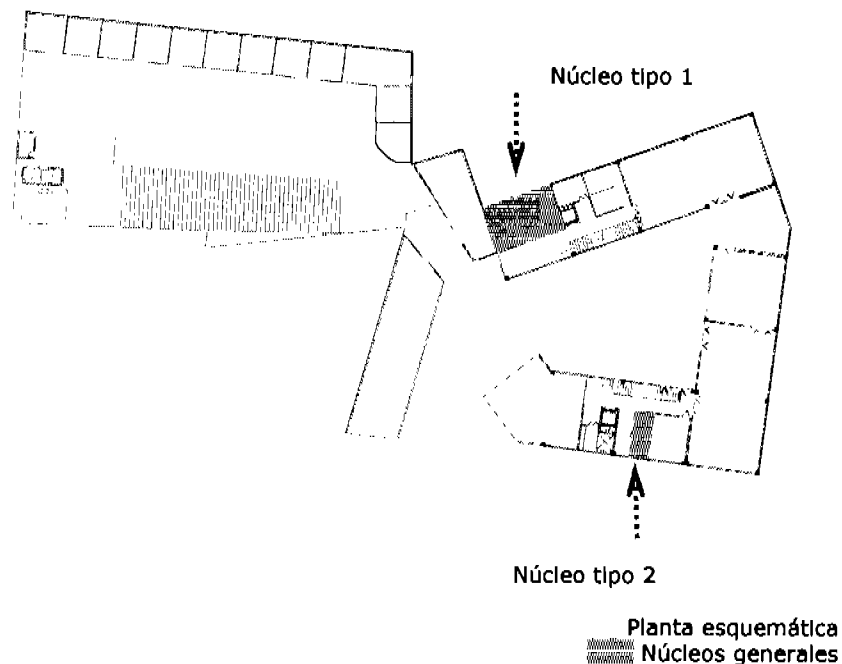 Núcleo tipo 1
Núcleo tipo 2
Planta esquemática
Núcleos generales